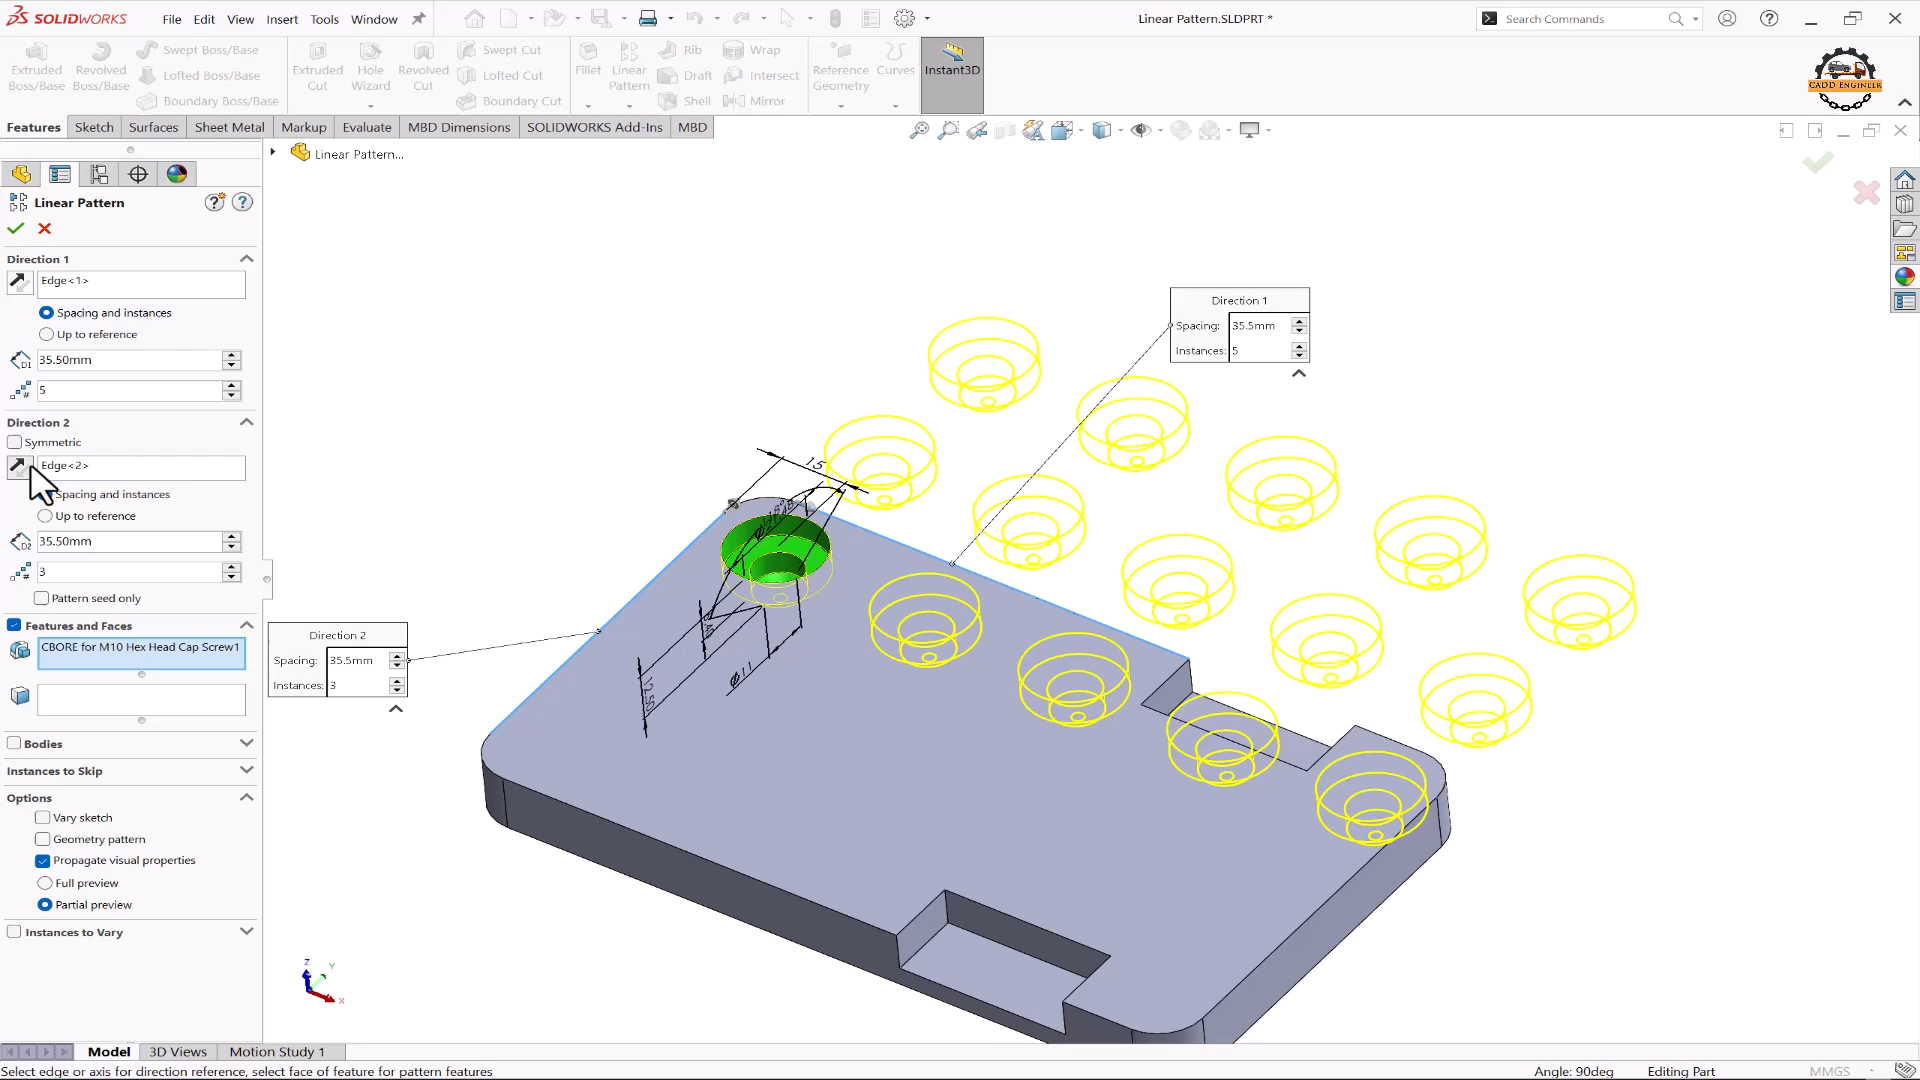 SOLIDWORKS
File Edit View Insert Tools Window
Linear Pattern.SLDPRT *
Search Commands
Extruded Boss/Base
Revolved Boss/Base
Swept Boss/Base
Lofted Boss/Base
Boundary Boss/Base
Extruded Cut
Hole Wizard
Revolved Cut
Swept Cut
Lofted Cut
Boundary Cut
Fillet
Linear Pattern
Rib
Draft
Shell
Wrap
Intersect
Mirror
Reference Geometry
Curves
Instant3D
CADD ENGINEER
Features Sketch Surfaces Sheet Metal Markup Evaluate MBD Dimensions SOLIDWORKS Add-Ins MBD
Linear Pattern...
Linear Pattern
Direction 1
Edge<1>
Spacing and instances
Up to reference
D1 35.50mm
# 5
Direction 2
Symmetric
Edge<2>
Spacing and instances
Up to reference
D2 35.50mm
# 3
Pattern seed only
Features and Faces
CBORE for M10 Hex Head Cap Screw1
Bodies
Instances to Skip
Options
Vary sketch
Geometry pattern
Propagate visual properties
Full preview
Partial preview
Instances to Vary
Direction 1
Spacing: 35.5mm
Instances: 5
15
Direction 2
Spacing: 35.5mm
Instances: 3
12.50
Ø11
Z
Y
X
Model 3D Views Motion Study 1
Select edge or axis for direction reference, select face of feature for pattern features
Angle: 90deg Editing Part MMGS